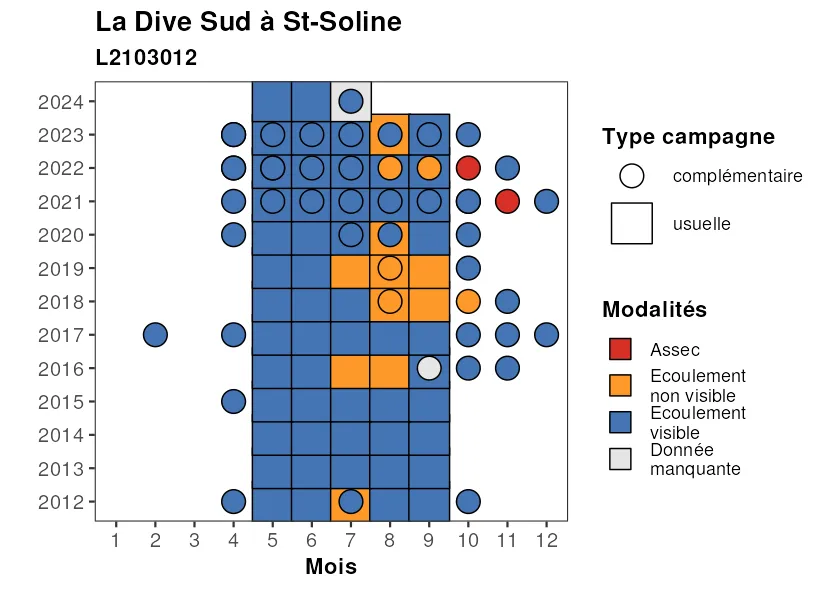 La Dive Sud à St-Soline
L2103012
2024
2023
2022
2021
2020
2019
2018
2017
2016
2015
2014
2013
2012
1 2 3 4 5 6 7 8 9 10 11 12
Mois
Type campagne
complémentaire
usuelle
Modalités
Assec
Ecoulement
non visible
Ecoulement
visible
Donnée
manquante